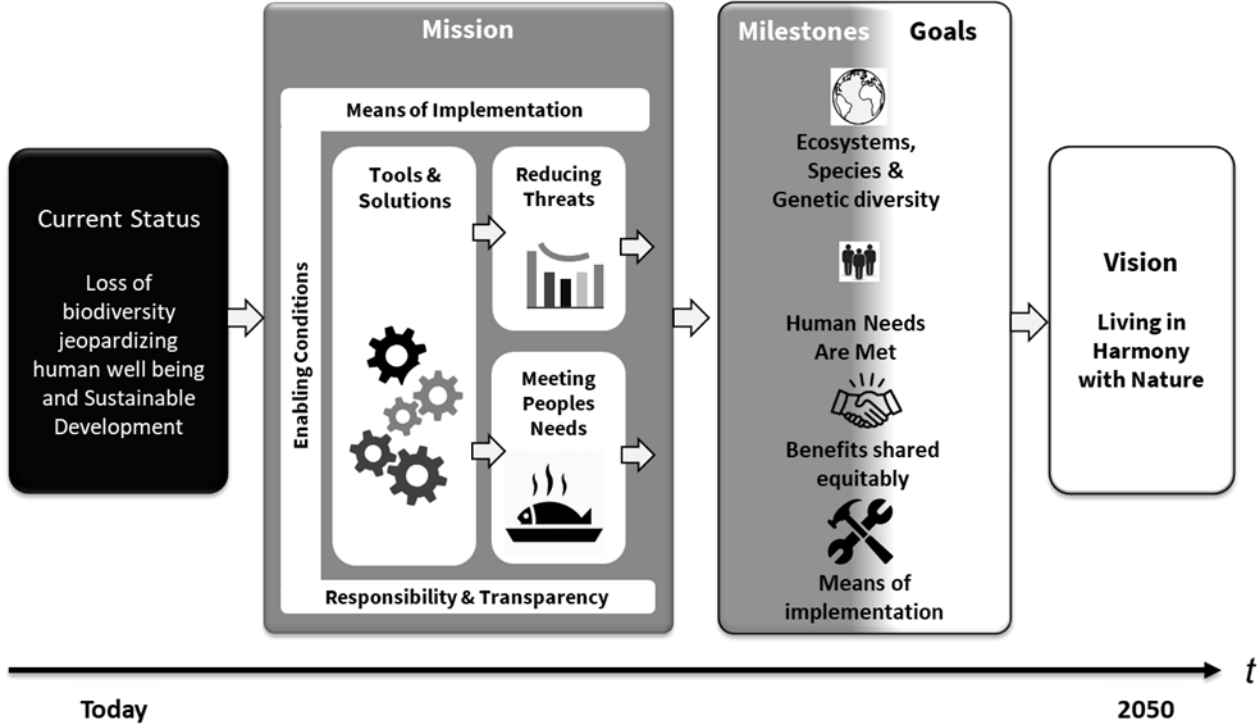 Current Status
Loss of
biodiversity
jeopardizing
human well being
and Sustainable
Development
Mission
Means of Implementation
Enabling Conditions
Tools &
Solutions
Reducing
Threats
Meeting
Peoples
Needs
Responsibility & Transparency
Milestones Goals
Ecosystems,
Species &
Genetic diversity
Human Needs
Are Met
Benefits shared
equitably
Means of
implementation
Vision
Living in
Harmony
with Nature
t
Today
2050